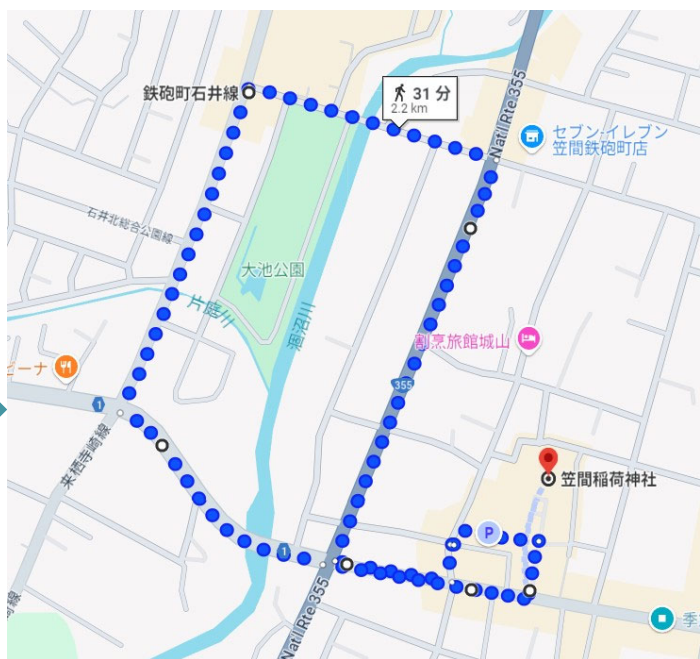 鉄砲町石井線
31 分
2.2 km
Nat'l Rte 355
セブン-イレブン
笠間鉄砲町店
石井北総合公園線
大池公園
片庭川
涸沼川
割烹旅館城山
355
ビーナ
1
来栖寺崎線
笠間稲荷神社
P
1
Nat'l Rte 355
季